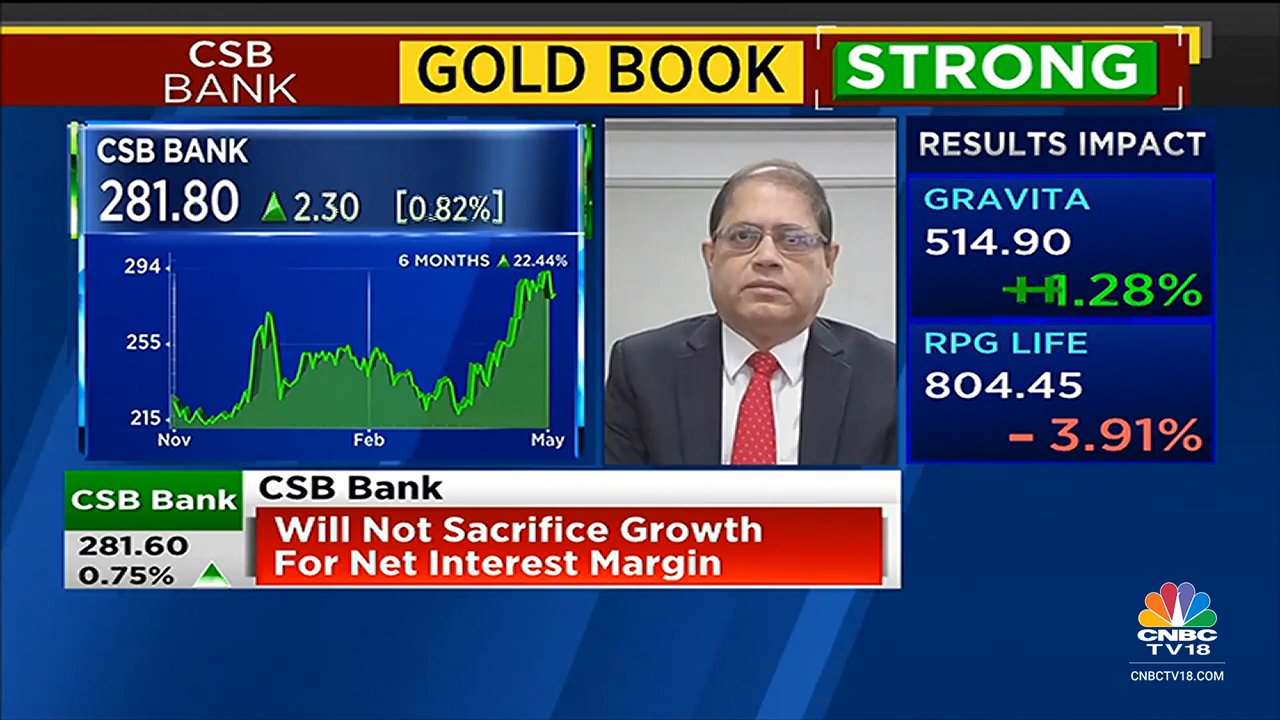 CSB
BANK
GOLD BOOK
STRONG
CSB BANK
281.80 ▲ 2.30 [0.82%]
6 MONTHS ▲ 22.44%
294
255
215
Nov Feb May
RESULTS IMPACT
GRAVITA
514.90
1.28%
RPG LIFE
804.45
- 3.91%
CSB Bank
281.60
0.75% ▲
CSB Bank
Will Not Sacrifice Growth
For Net Interest Margin
CNBC
TV18
CNBCTV18.COM